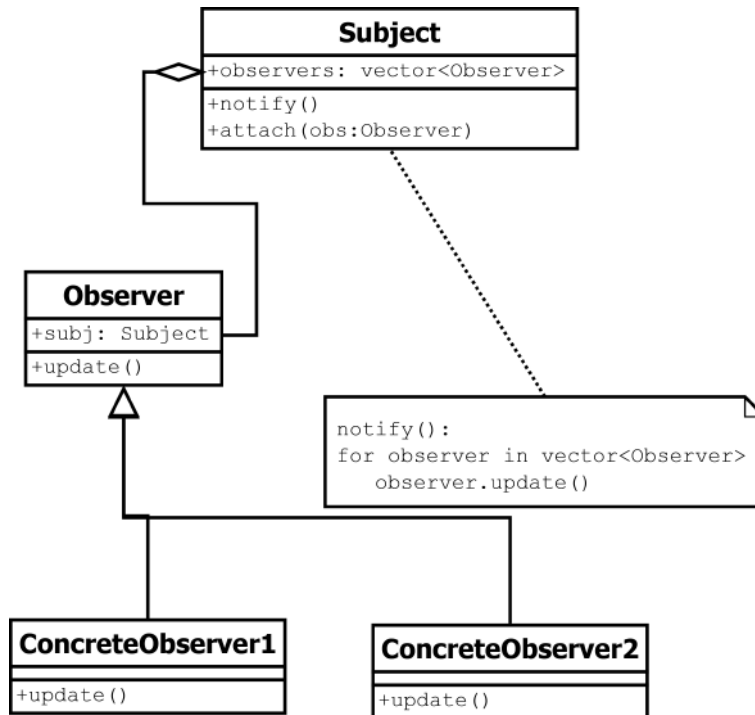 Subject
+observers: vector<Observer>
+notify()
+attach(obs:Observer)
Observer
+subj: Subject
+update()
notify():
for observer in vector<Observer>
observer.update()
ConcreteObserver1
+update()
ConcreteObserver2
+update()